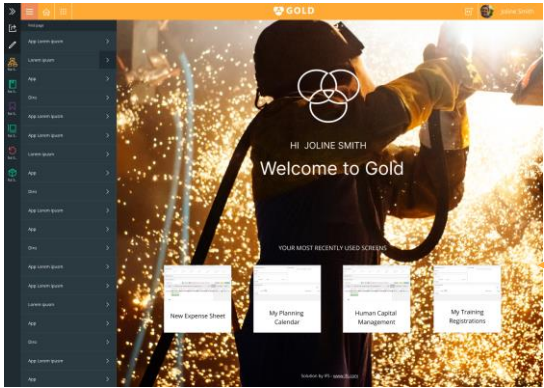 GOLD
Joline Smith
Find page
App Lorem Ipsum
Lorem Ipsum
App
Dins
App Lorem Ipsum
App Lorem Ipsum
Lorem Ipsum
App
Dins
App Lorem Ipsum
App
Dins
App Lorem Ipsum
App Lorem Ipsum
Lorem Ipsum
App
Dins
App Lorem Ipsum
App Lorem Ipsum
HI JOLINE SMITH
Welcome to Gold
YOUR MOST RECENTLY USED SCREENS
New Expense Sheet
My Planning
Calendar
Human Capital
Management
My Training
Registrations
Solution by IFS - www.ifs.com